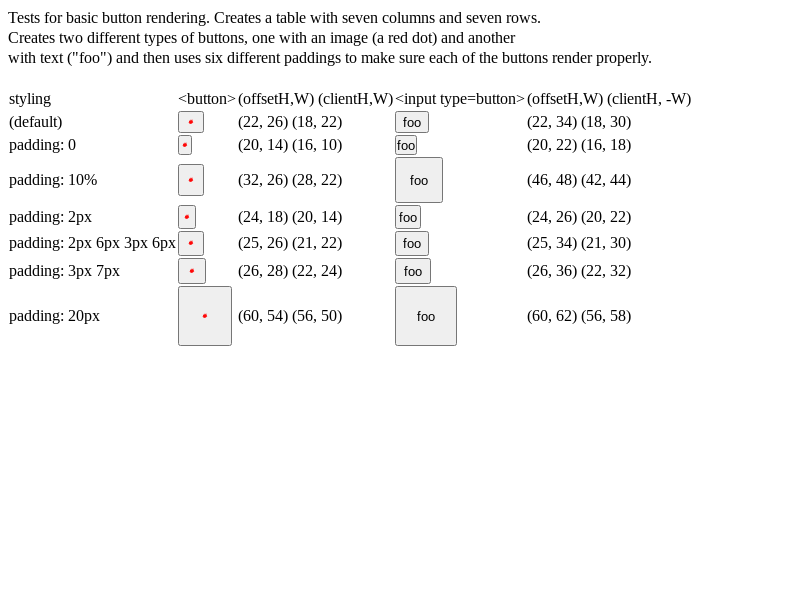 Tests for basic button rendering. Creates a table with seven columns and seven rows.
Creates two different types of buttons, one with an image (a red dot) and another
with text ("foo") and then uses six different paddings to make sure each of the buttons render properly.
styling <button> (offsetH,W) (clientH,W) <input type=button> (offsetH,W) (clientH, -W)
(default) (22, 26) (18, 22) foo (22, 34) (18, 30)
padding: 0 (20, 14) (16, 10) foo (20, 22) (16, 18)
padding: 10% (32, 26) (28, 22) foo (46, 48) (42, 44)
padding: 2px (24, 18) (20, 14) foo (24, 26) (20, 22)
padding: 2px 6px 3px 6px (25, 26) (21, 22) foo (25, 34) (21, 30)
padding: 3px 7px (26, 28) (22, 24) foo (26, 36) (22, 32)
padding: 20px (60, 54) (56, 50) foo (60, 62) (56, 58)